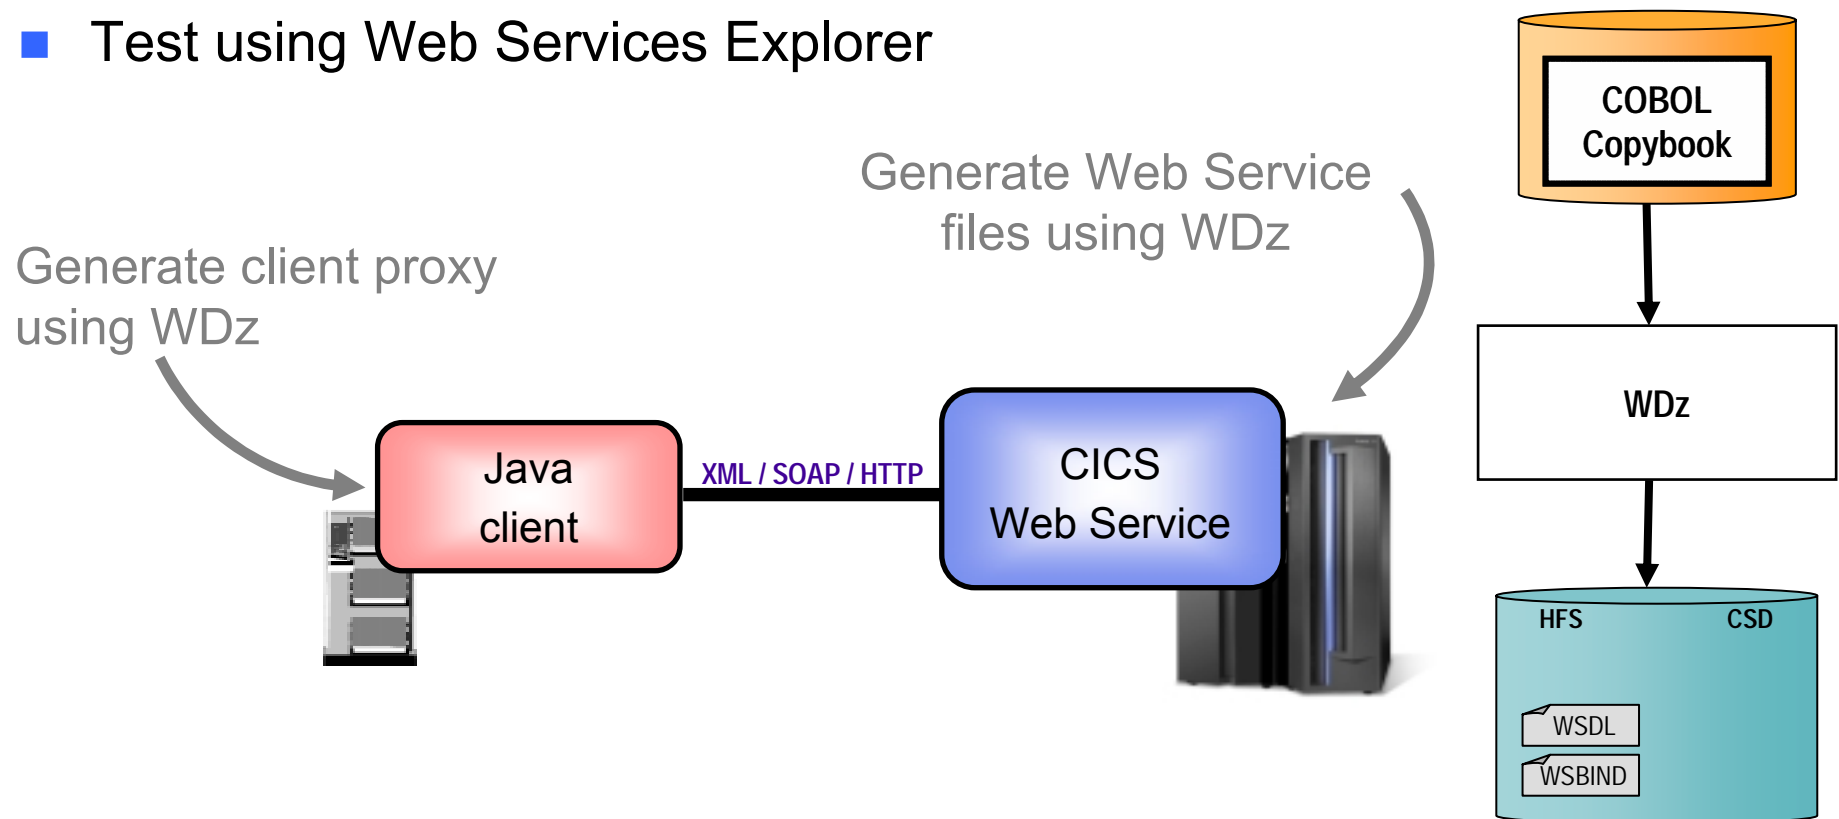 Test using Web Services Explorer
COBOL
Copybook
Generate Web Service
files using WDz
Generate client proxy
using WDz
WDz
Java
client
XML / SOAP / HTTP
CICS
Web Service
HFS CSD
WSDL
WSBIND